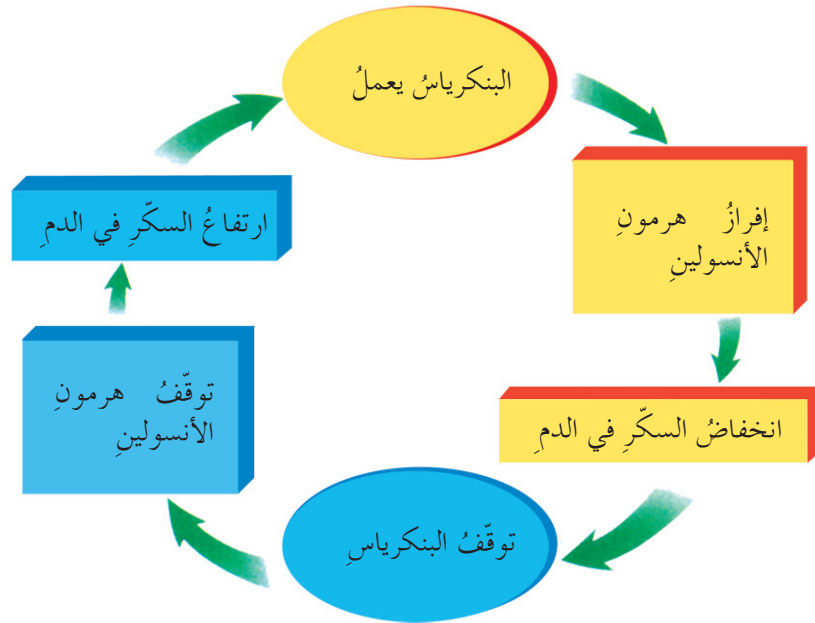 البنكرياسُ يعملُ
إفرازُ هرمونِ
الأنسولينِ
انخفاضُ السكّرِ في الدمِ
توقّفُ البنكرياسِ
توقّفُ هرمونِ
الأنسولينِ
ارتفاعُ السكّرِ في الدمِ